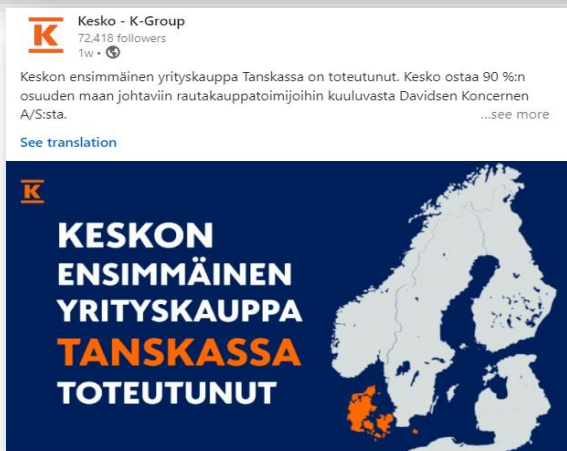 Kesko - K-Group
72,418 followers
1w •
Keskon ensimmäinen yrityskauppa Tanskassa on toteutunut. Kesko ostaa 90 %:n
osuuden maan johtaviin rautakauppatoimijoihin kuuluvasta Davidsen Koncernen
A/S:sta. ...see more
See translation
K
KESKON
ENSIMMÄINEN
YRITYSKAUPPA
TANSKASSA
TOTEUTUNUT